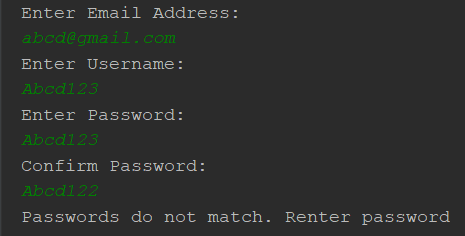 Enter Email Address:
abcd@gmail.com
Enter Username:
Abcd123
Enter Password:
Abcd123
Confirm Password:
Abcd122
Passwords do not match. Renter password